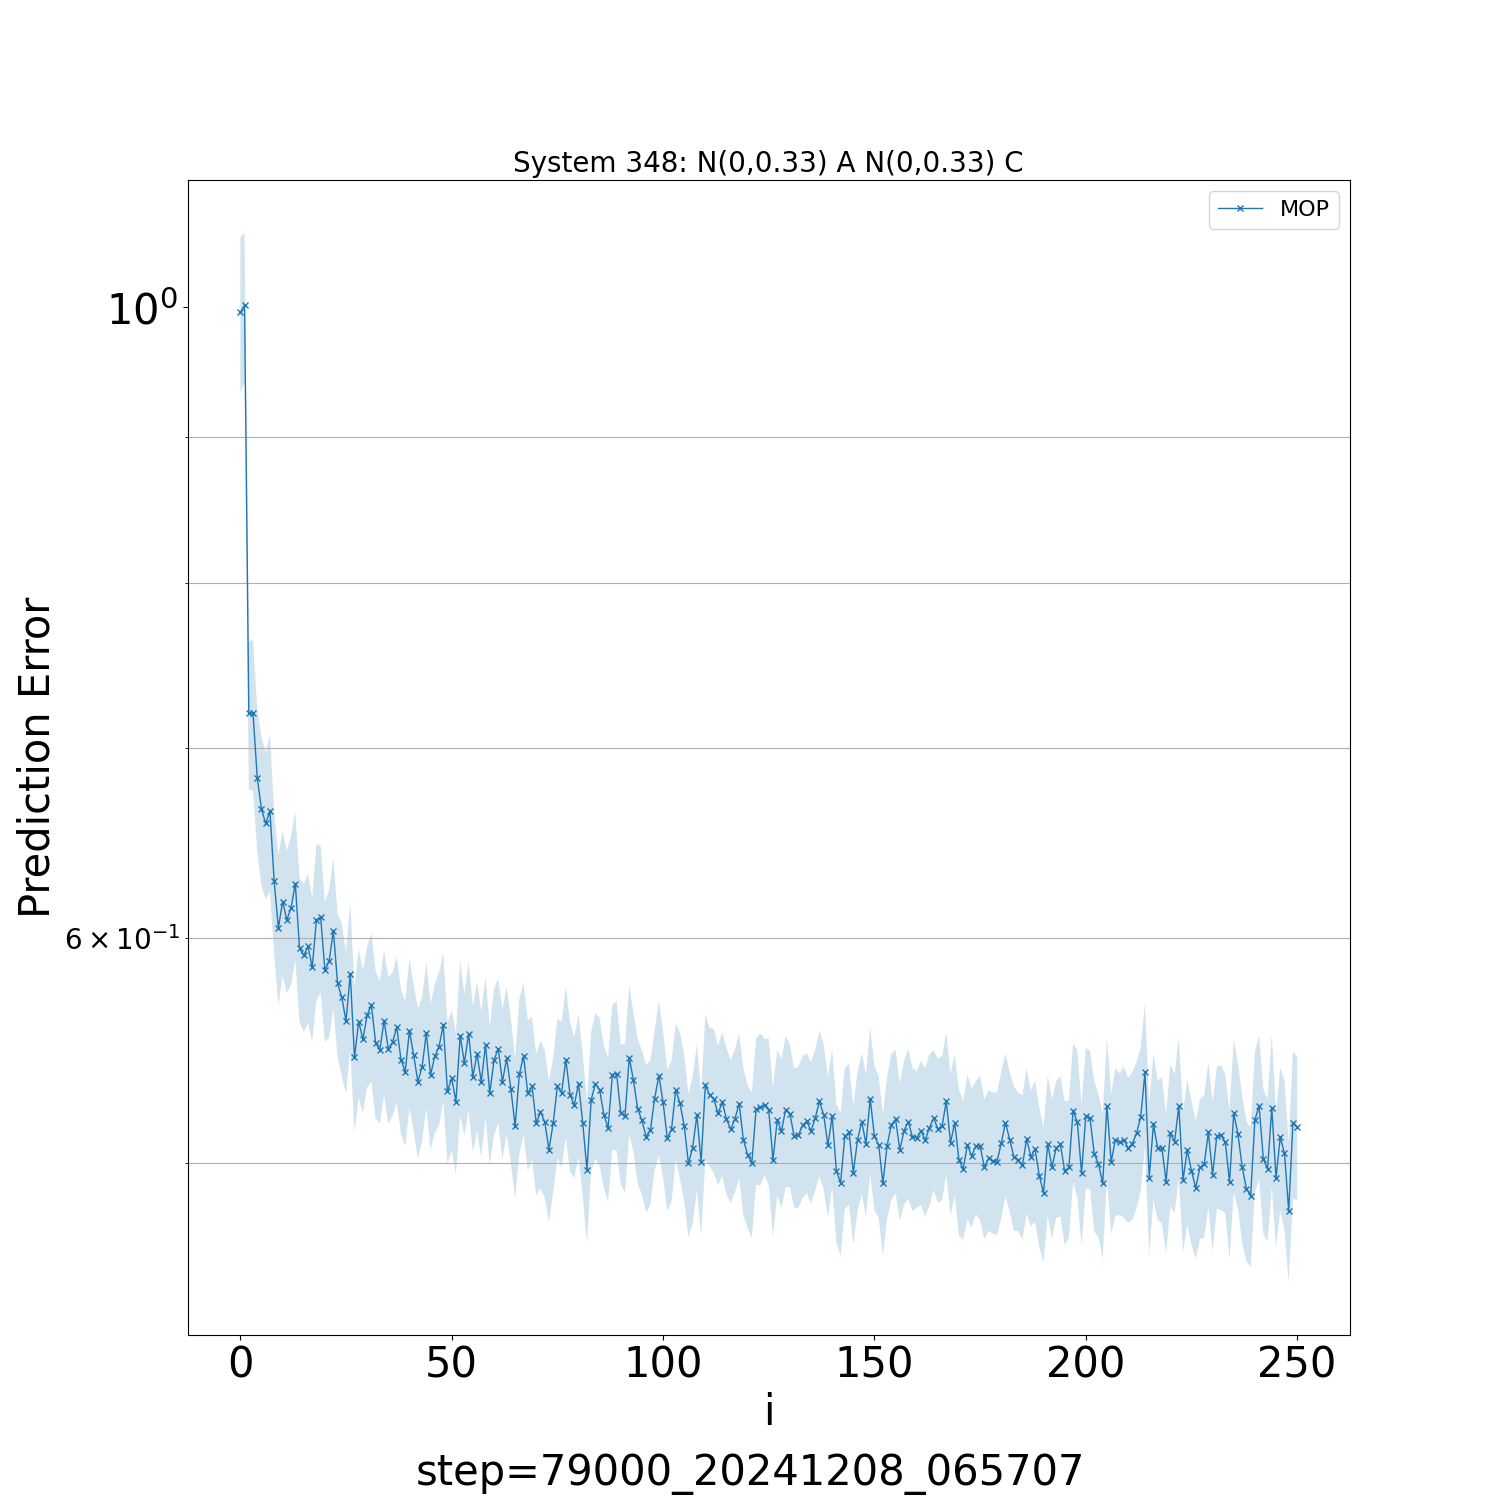 System 348: N(0,0.33) A N(0,0.33) C
MOP
10⁰
6 × 10⁻¹
Prediction Error
0 50 100 150 200 250
i
step=79000_20241208_065707